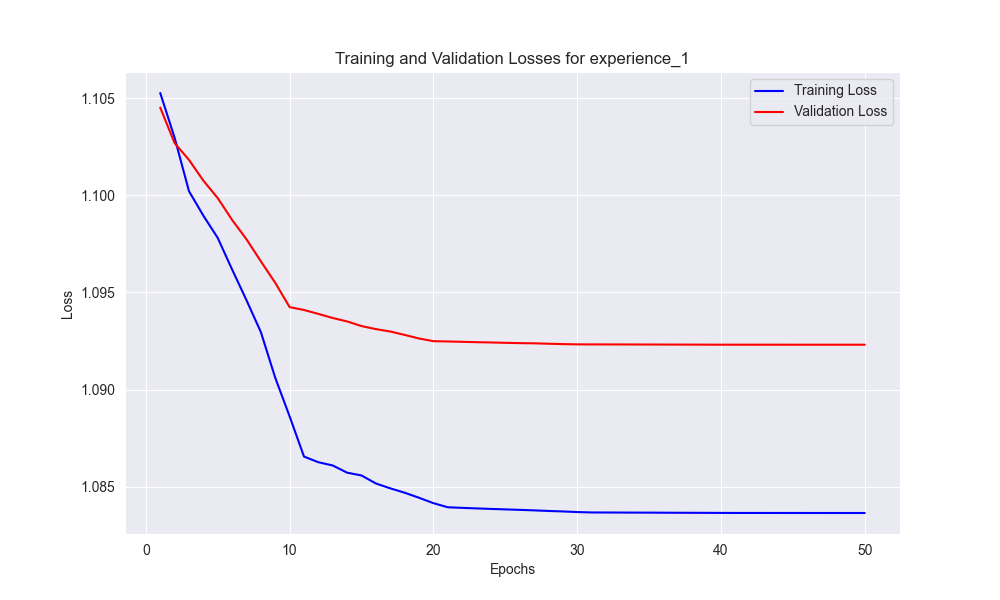 Training and Validation Losses for experience_1
Training Loss
Validation Loss
1.105
1.100
1.095
1.090
1.085
Loss
0
10
20
30
40
50
Epochs